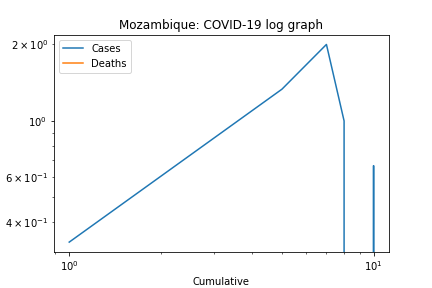 Mozambique: COVID-19 log graph
Cases
Deaths
2 × 10⁰
10⁰
6 × 10⁻¹
4 × 10⁻¹
10⁰
10¹
Cumulative